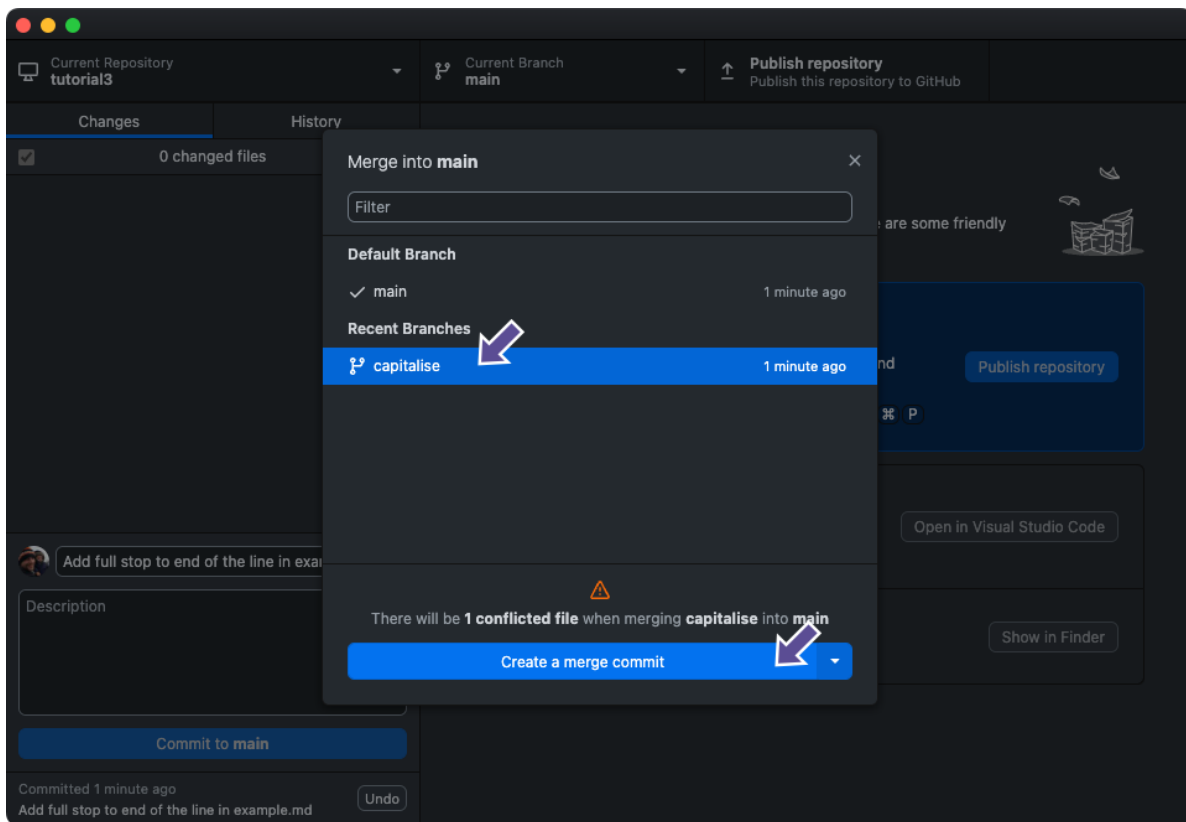 Current Repository
tutorial3
Current Branch
main
Publish repository
Publish this repository to GitHub
Changes
History
0 changed files
Merge into main
Filter
are some friendly
Default Branch
main
1 minute ago
Recent Branches
capitalise
1 minute ago
nd
Publish repository
⌘ P
Open in Visual Studio Code
Add full stop to end of the line in exa
Description
There will be 1 conflicted file when merging capitalise into main
Show in Finder
Create a merge commit
Commit to main
Committed 1 minute ago
Add full stop to end of the line in example.md
Undo